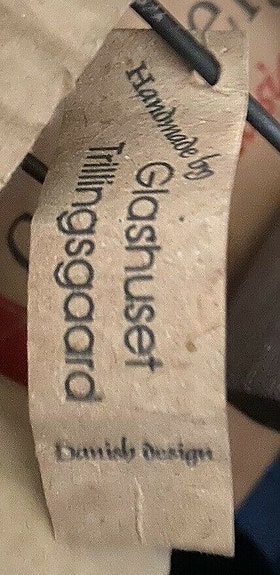 Handmade by
Glashuset
Trillingsgaard
Danish design